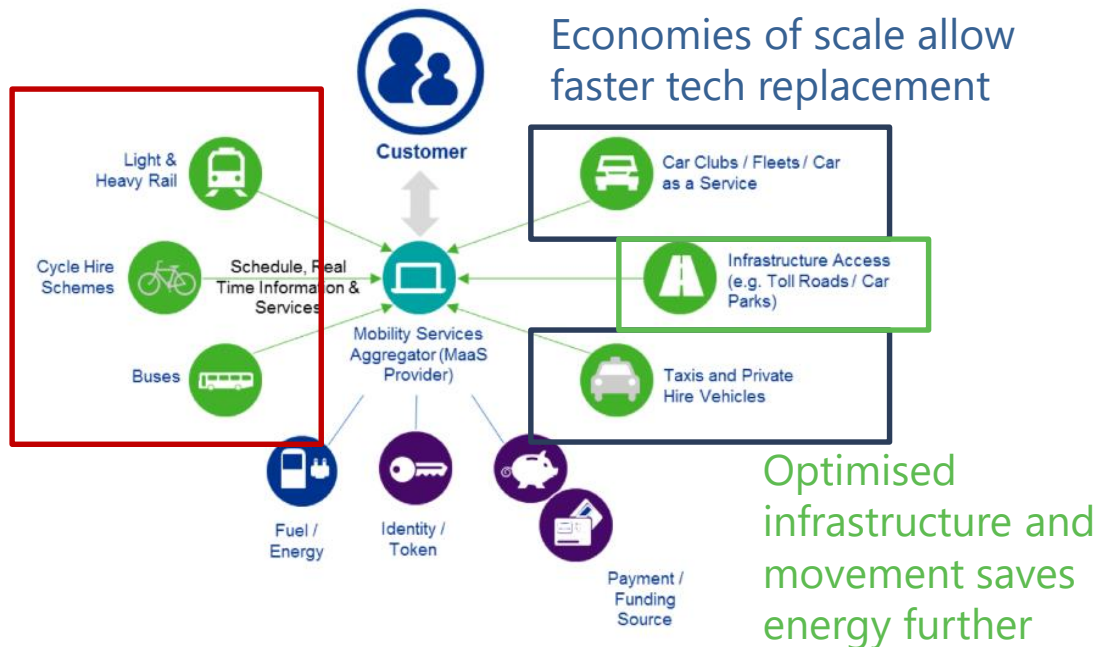 Economies of scale allow
faster tech replacement
Customer
Light &
Heavy Rail
Cycle Hire
Schemes
Schedule, Real
Time Information &
Services
Buses
Mobility Services
Aggregator (MaaS
Provider)
Car Clubs / Fleets / Car
as a Service
Infrastructure Access
(e.g. Toll Roads / Car
Parks)
Taxis and Private
Hire Vehicles
Fuel /
Energy
Identity /
Token
Payment /
Funding
Source
Optimised
infrastructure and
movement saves
energy further